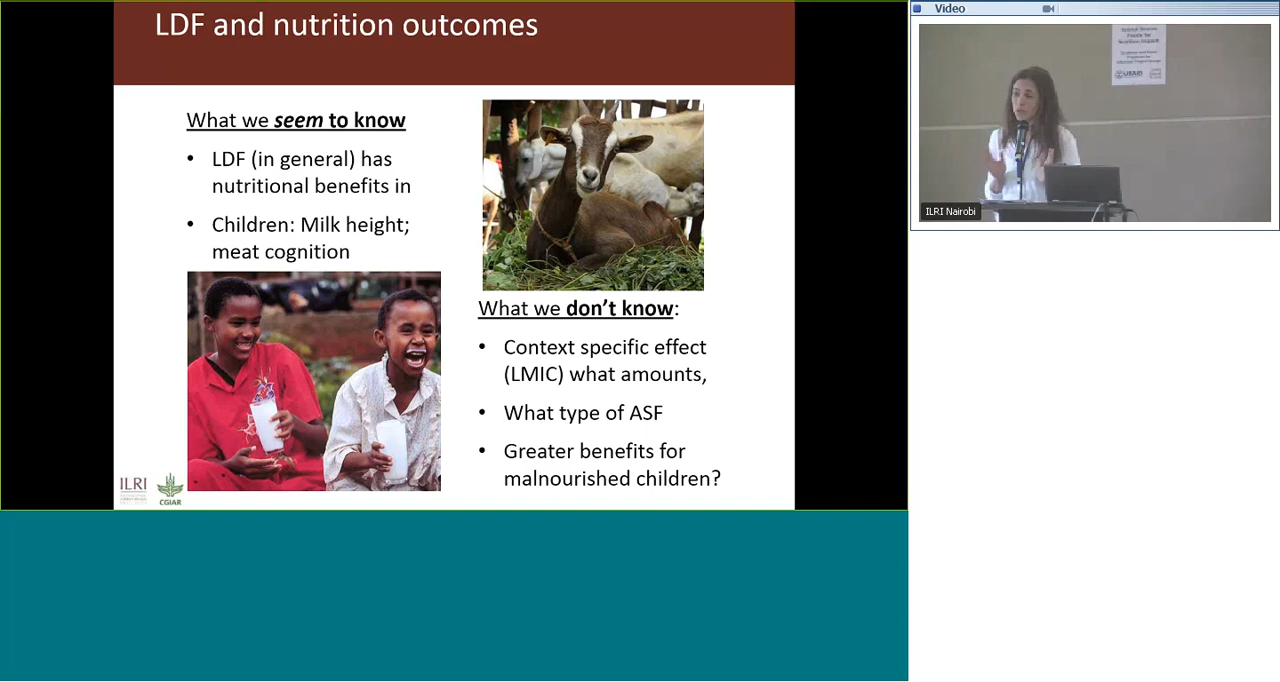 LDF and nutrition outcomes
What we seem to know
• LDF (in general) has
nutritional benefits in
• Children: Milk height;
meat cognition
What we don’t know:
• Context specific effect
(LMIC) what amounts,
• What type of ASF
• Greater benefits for
malnourished children?
ILRI
CGIAR
Video
USAID
ILRI Nairobi